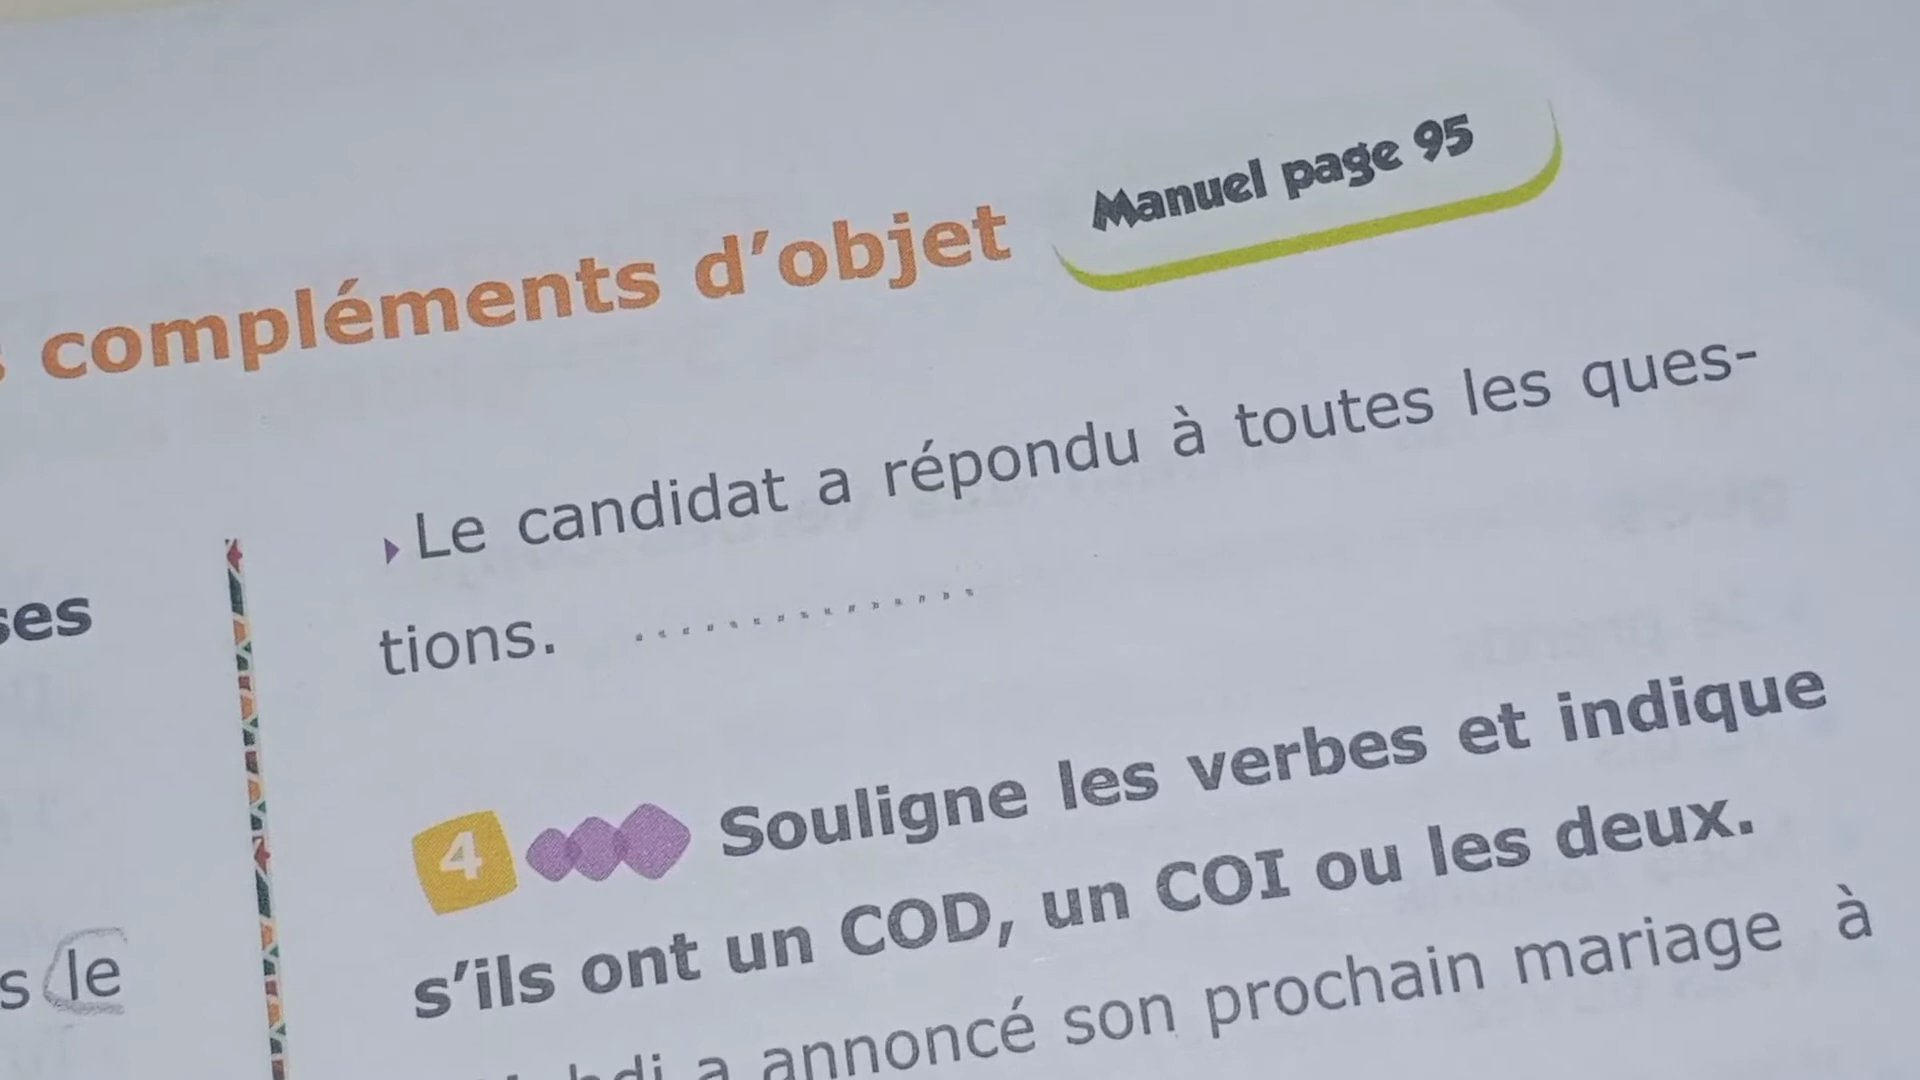 compléments d'objet
Manuel page 95
Le candidat a répondu à toutes les ques-
tions. ...............
4 Souligne les verbes et indique
s'ils ont un COD, un COI ou les deux.
a annoncé son prochain mariage à
le